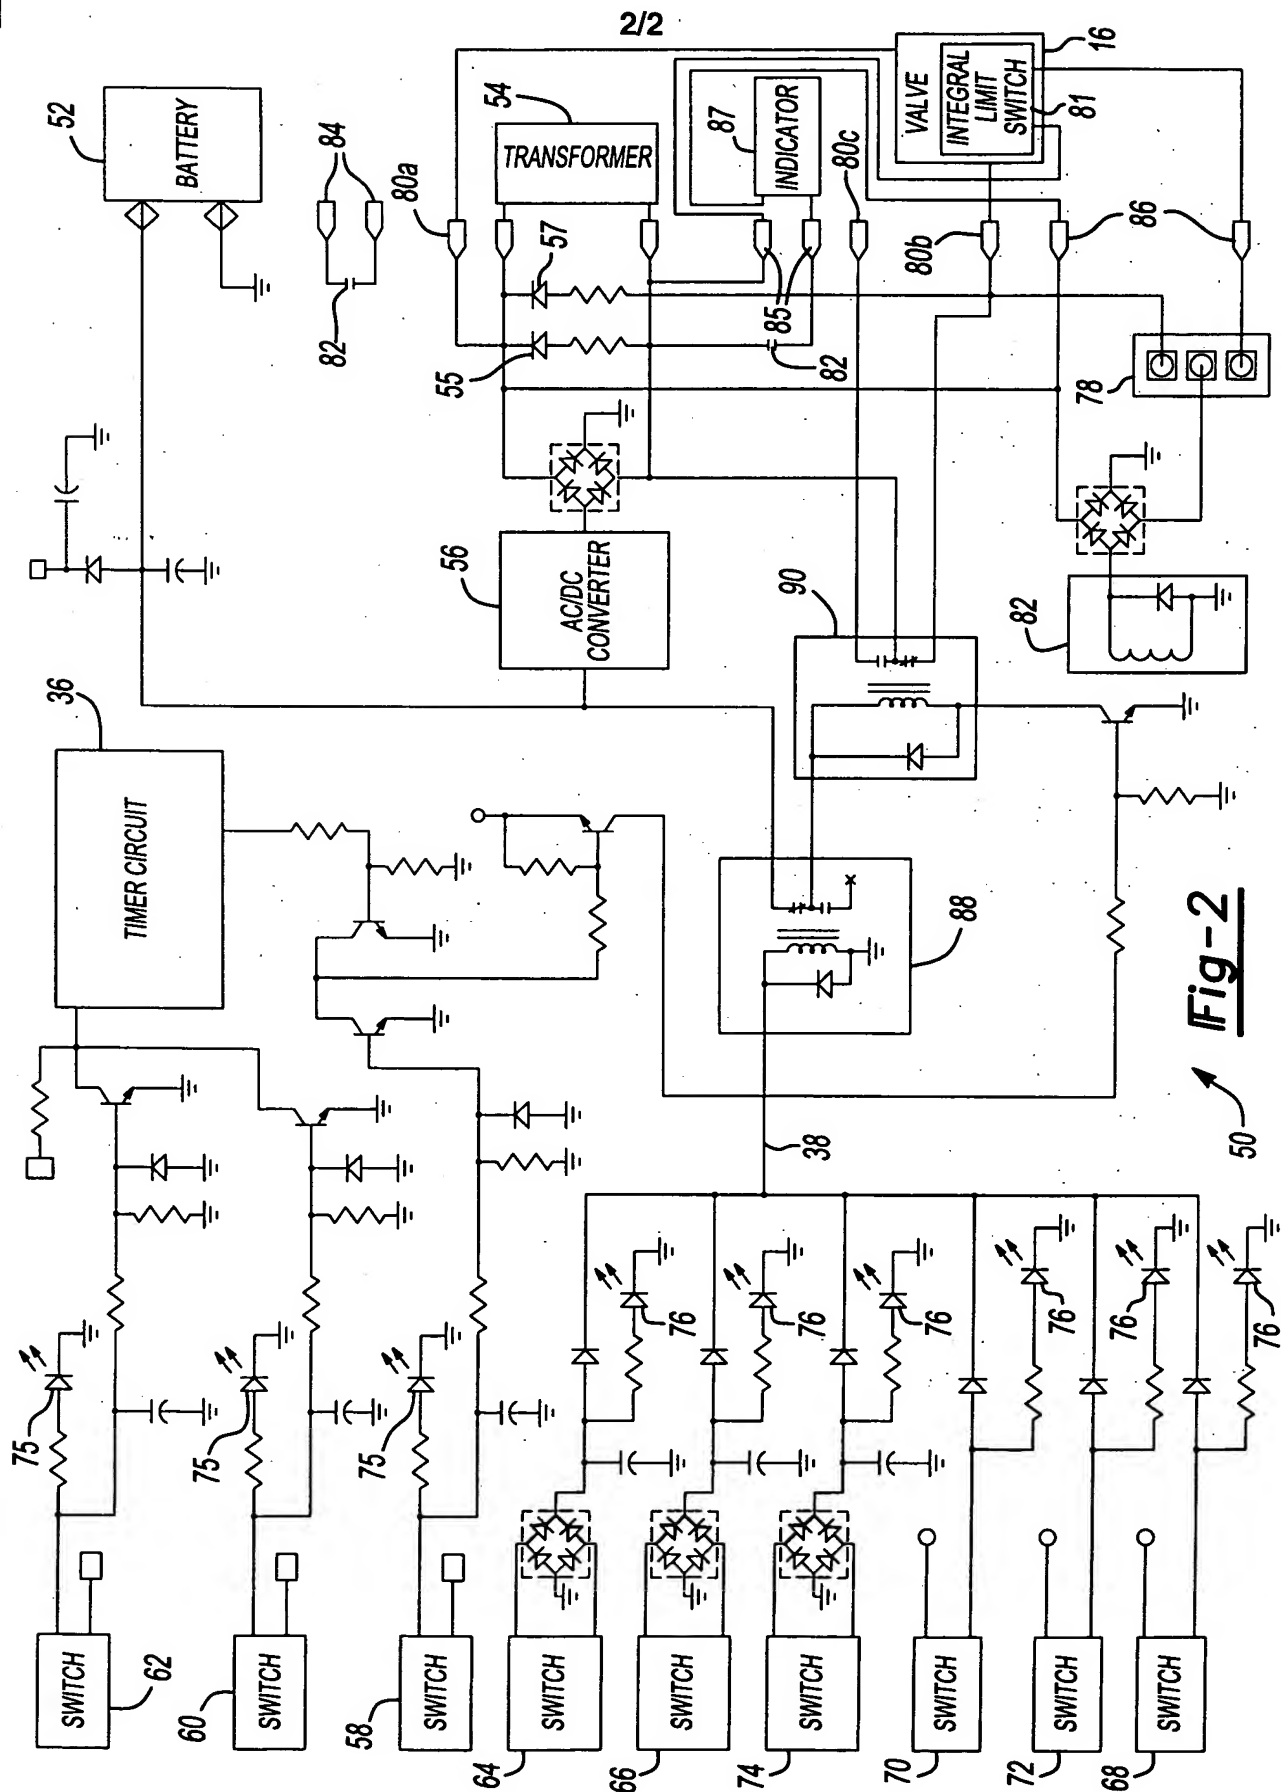 2/2
52
BATTERY
84
82
80a
54
TRANSFORMER
57
55
87
INDICATOR
85
82
80c
80b
86
16
VALVE
INTEGRAL
LIMIT
SWITCH
81
78
56
AC/DC
CONVERTER
90
82
36
TIMER CIRCUIT
88
38
Fig-2
50
75
75
75
76
76
76
76
76
76
SWITCH
62
SWITCH
60
SWITCH
58
SWITCH
64
SWITCH
66
SWITCH
74
SWITCH
70
SWITCH
72
SWITCH
68